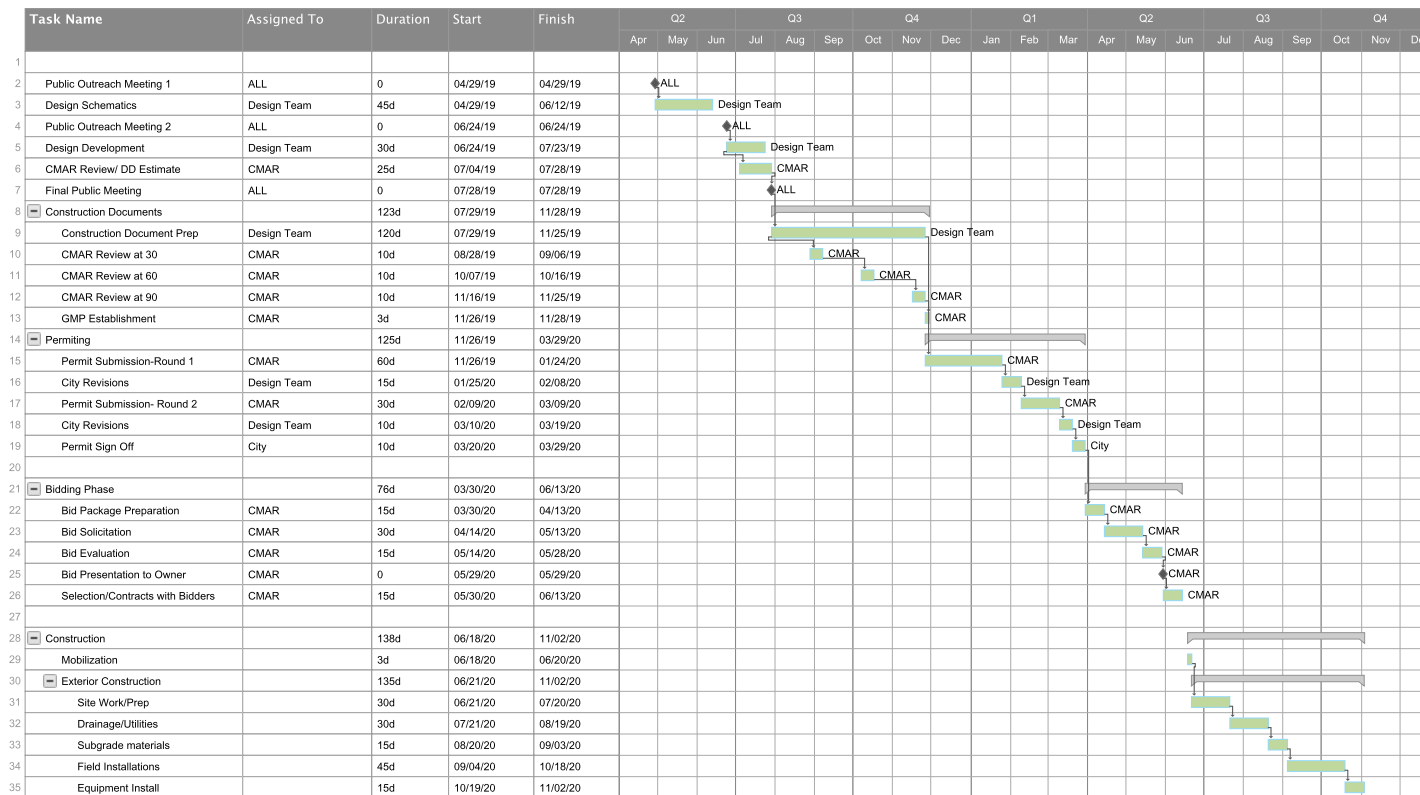 Task Name Assigned To Duration Start Finish Q2 Q3 Q4 Q1 Q2 Q3 Q4
Apr May Jun Jul Aug Sep Oct Nov Dec Jan Feb Mar Apr May Jun Jul Aug Sep Oct Nov
1
2 Public Outreach Meeting 1 ALL 0 04/29/19 04/29/19 ALL
3 Design Schematics Design Team 45d 04/29/19 06/12/19 Design Team
4 Public Outreach Meeting 2 ALL 0 06/24/19 06/24/19 ALL
5 Design Development Design Team 30d 06/24/19 07/23/19 Design Team
6 CMAR Review/ DD Estimate CMAR 25d 07/04/19 07/28/19 CMAR
7 Final Public Meeting ALL 0 07/28/19 07/28/19 ALL
8 Construction Documents 123d 07/29/19 11/28/19
9 Construction Document Prep Design Team 120d 07/29/19 11/25/19 Design Team
10 CMAR Review at 30 CMAR 10d 08/28/19 09/06/19 CMAR
11 CMAR Review at 60 CMAR 10d 10/07/19 10/16/19 CMAR
12 CMAR Review at 90 CMAR 10d 11/16/19 11/25/19 CMAR
13 GMP Establishment CMAR 3d 11/26/19 11/28/19 CMAR
14 Permiting 125d 11/26/19 03/29/20
15 Permit Submission-Round 1 CMAR 60d 11/26/19 01/24/20 CMAR
16 City Revisions Design Team 15d 01/25/20 02/08/20 Design Team
17 Permit Submission- Round 2 CMAR 30d 02/09/20 03/09/20 CMAR
18 City Revisions Design Team 10d 03/10/20 03/19/20 Design Team
19 Permit Sign Off City 10d 03/20/20 03/29/20 City
20
21 Bidding Phase 76d 03/30/20 06/13/20
22 Bid Package Preparation CMAR 15d 03/30/20 04/13/20 CMAR
23 Bid Solicitation CMAR 30d 04/14/20 05/13/20 CMAR
24 Bid Evaluation CMAR 15d 05/14/20 05/28/20 CMAR
25 Bid Presentation to Owner CMAR 0 05/29/20 05/29/20 CMAR
26 Selection/Contracts with Bidders CMAR 15d 05/30/20 06/13/20 CMAR
27
28 Construction 138d 06/18/20 11/02/20
29 Mobilization 3d 06/18/20 06/20/20
30 Exterior Construction 135d 06/21/20 11/02/20
31 Site Work/Prep 30d 06/21/20 07/20/20
32 Drainage/Utilities 30d 07/21/20 08/19/20
33 Subgrade materials 15d 08/20/20 09/03/20
34 Field Installations 45d 09/04/20 10/18/20
35 Equipment Install 15d 10/19/20 11/02/20